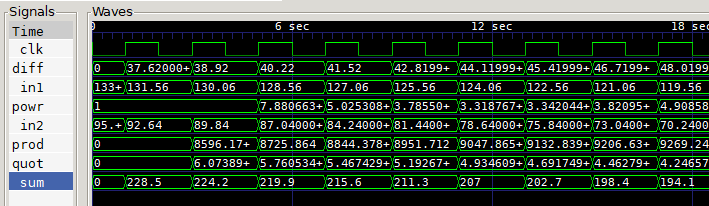 Signals Waves
Time 0 6 sec 12 sec 18 sec
clk
diff 0 37.62000+ 38.92 40.22 41.52 42.8199+ 44.11999+ 45.41999+ 46.7199+ 48.0199
in1 133+ 131.56 130.06 128.56 127.06 125.56 124.06 122.56 121.06 119.56
powr 1 7.880663+ 5.025308+ 3.78550+ 3.318767+ 3.342044+ 3.82095+ 4.90858
in2 95.+ 92.64 89.84 87.04000+ 84.24000+ 81.4400+ 78.64000+ 75.84000+ 73.0400+ 70.2400
prod 0 8596.17+ 8725.864 8844.378+ 8951.712 9047.865+ 9132.839+ 9206.63+ 9269.24
quot 0 6.07389+ 5.760534+ 5.467429+ 5.19267+ 4.934609+ 4.691749+ 4.46279+ 4.24657
sum 0 228.5 224.2 219.9 215.6 211.3 207 202.7 198.4 194.1